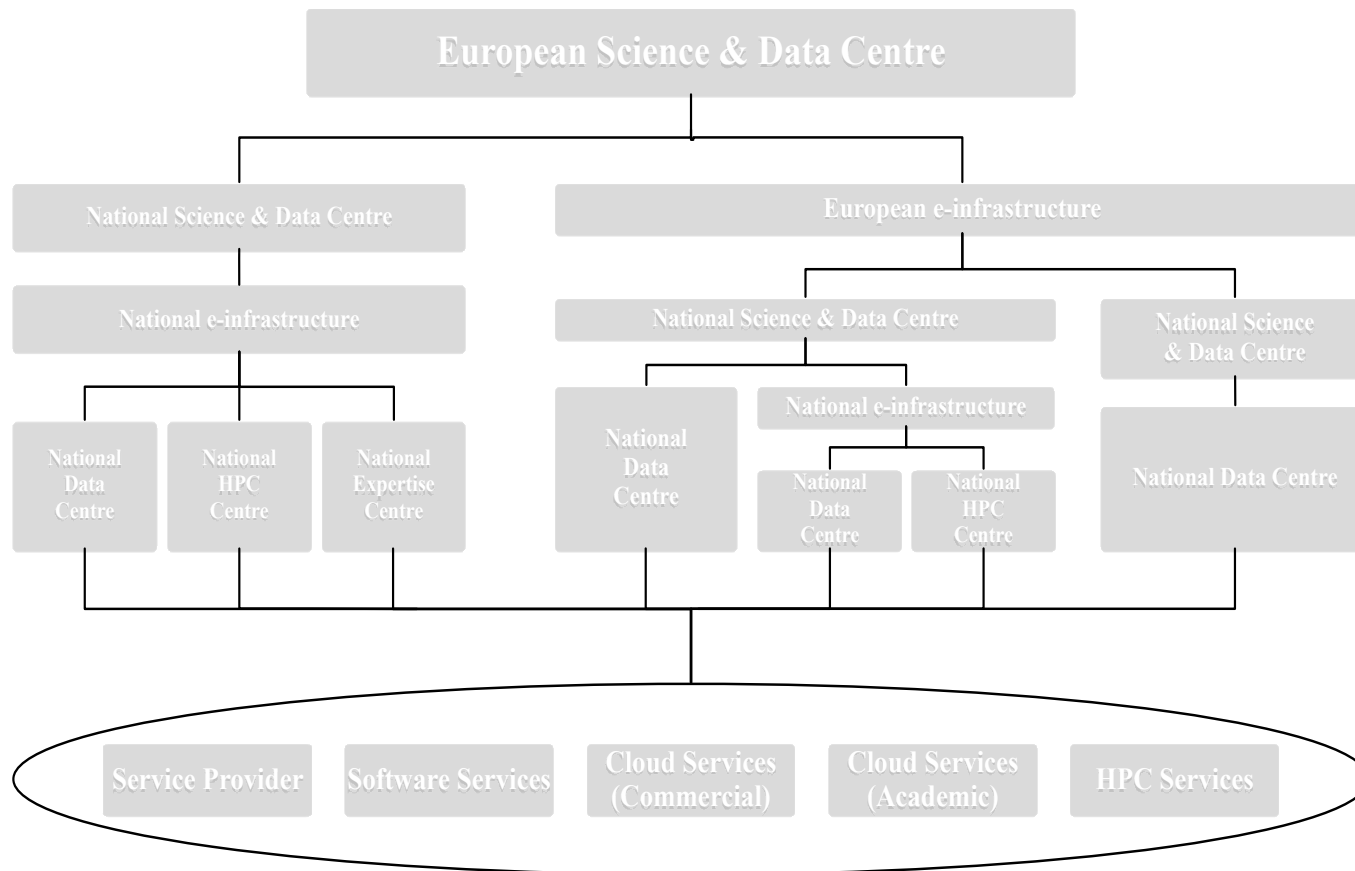 European Science & Data Centre
National Science & Data Centre
European e-infrastructure
National e-infrastructure
National Science & Data Centre
National Science
& Data Centre
National
Data
Centre
National
HPC
Centre
National
Expertise
Centre
National
Data
Centre
National e-infrastructure
National
Data
Centre
National
HPC
Centre
National Data Centre
Service Provider
Software Services
Cloud Services
(Commercial)
Cloud Services
(Academic)
HPC Services